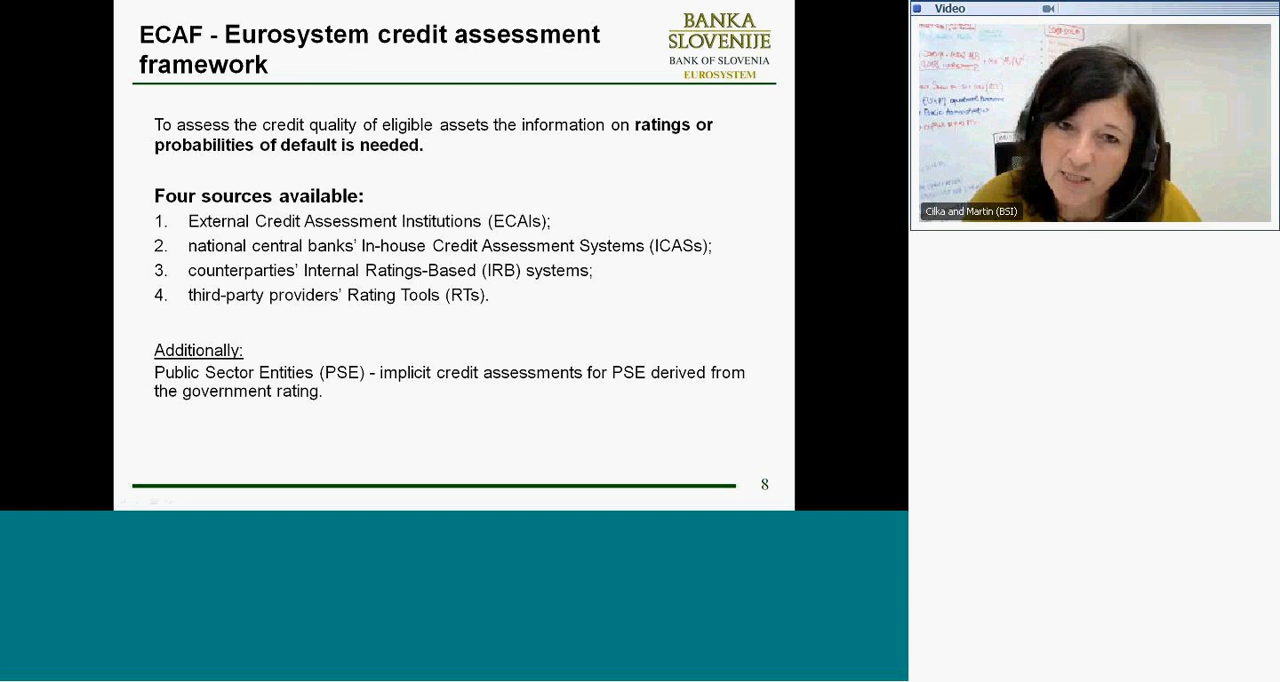 ECAF - Eurosystem credit assessment
framework
BANKA
SLOVENIJE
BANK OF SLOVENIA
EUROSYSTEM
To assess the credit quality of eligible assets the information on ratings or
probabilities of default is needed.
Four sources available:
1. External Credit Assessment Institutions (ECAIs);
2. national central banks’ In-house Credit Assessment Systems (ICASs);
3. counterparties’ Internal Ratings-Based (IRB) systems;
4. third-party providers’ Rating Tools (RTs).
Additionally:
Public Sector Entities (PSE) - implicit credit assessments for PSE derived from
the government rating.
8
Video
Cilka and Martin (BSI)